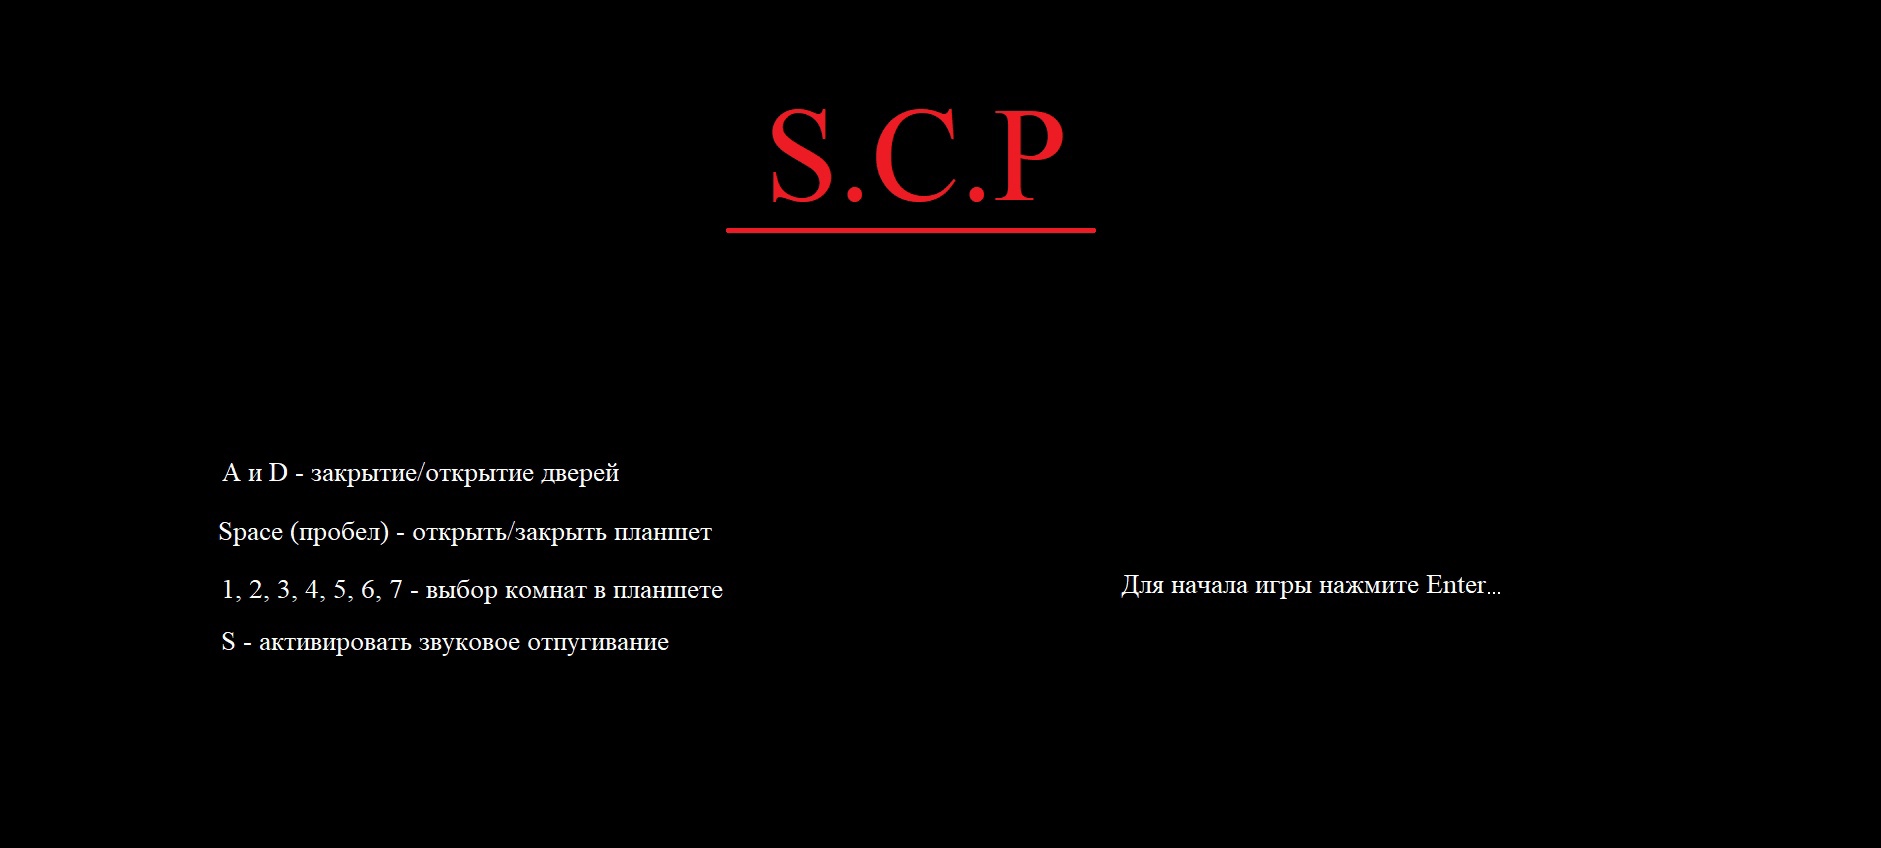 S.C.P
A и D - закрытие/открытие дверей
Space (пробел) - открыть/закрыть планшет
1, 2, 3, 4, 5, 6, 7 - выбор комнат в планшете
Для начала игры нажмите Enter...
S - активировать звуковое отпугивание